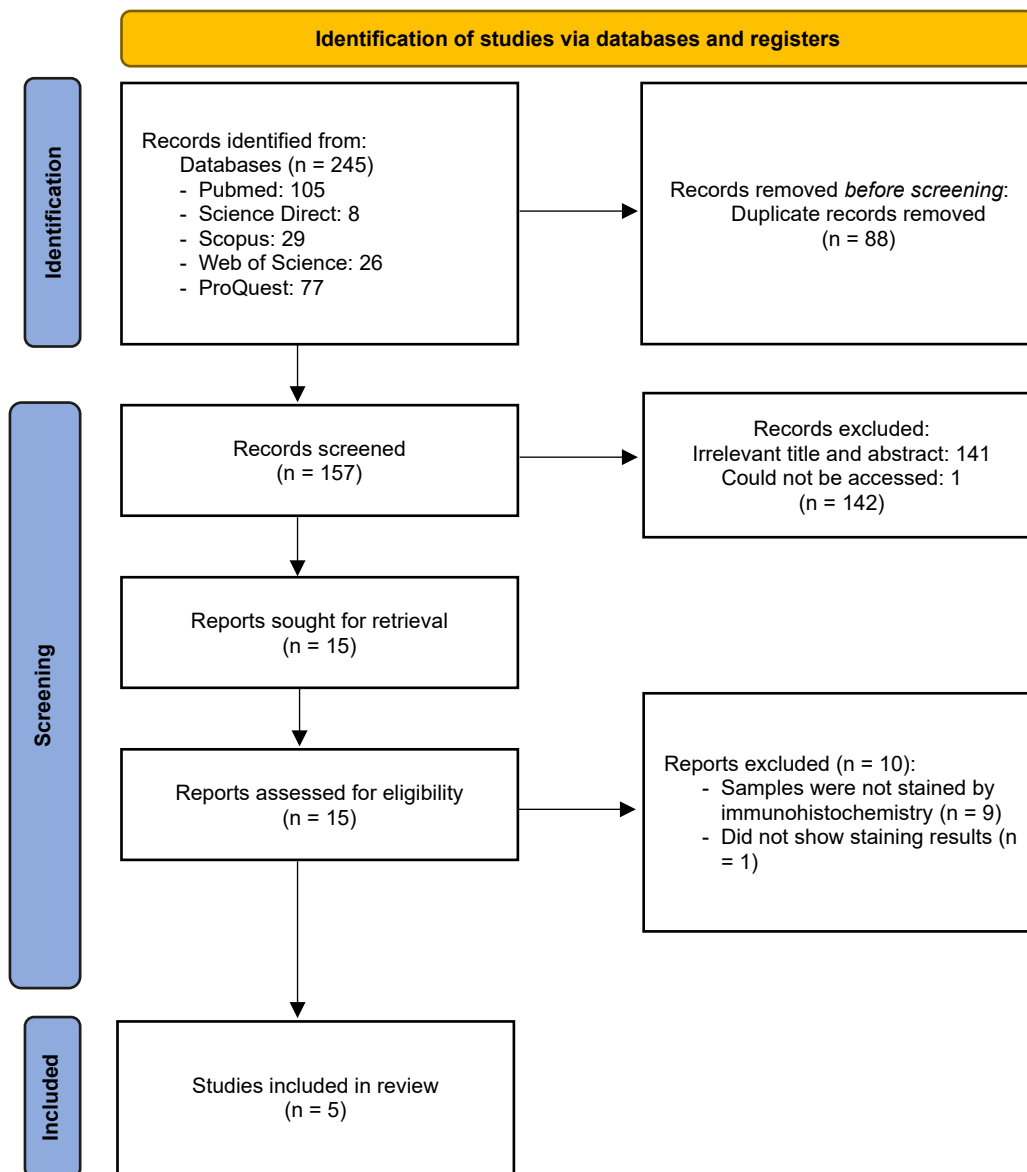 Identification of studies via databases and registers
Identification
Records identified from:
Databases (n = 245)
- Pubmed: 105
- Science Direct: 8
- Scopus: 29
- Web of Science: 26
- ProQuest: 77
Records removed before screening:
Duplicate records removed
(n = 88)
Screening
Records screened
(n = 157)
Records excluded:
Irrelevant title and abstract: 141
Could not be accessed: 1
(n = 142)
Reports sought for retrieval
(n = 15)
Reports assessed for eligibility
(n = 15)
Reports excluded (n = 10):
- Samples were not stained by
immunohistochemistry (n = 9)
- Did not show staining results (n
= 1)
Included
Studies included in review
(n = 5)